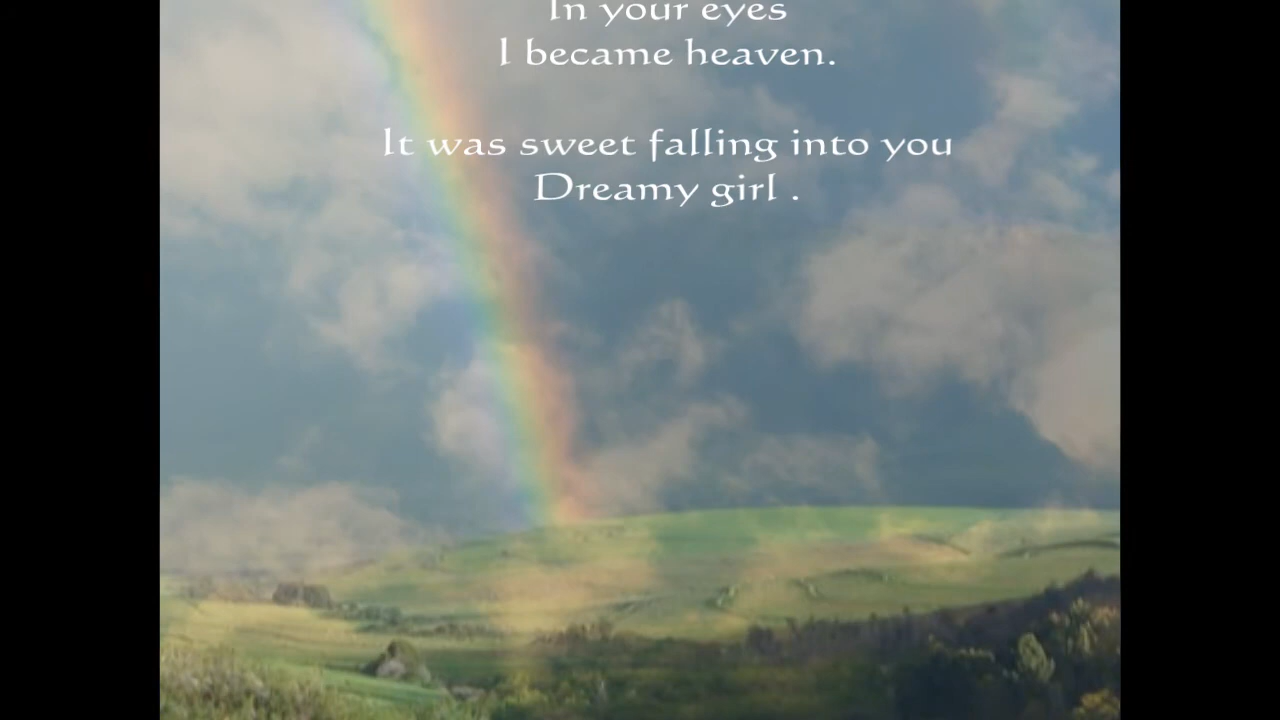 In your eyes
I became heaven.
It was sweet falling into you
Dreamy girl .